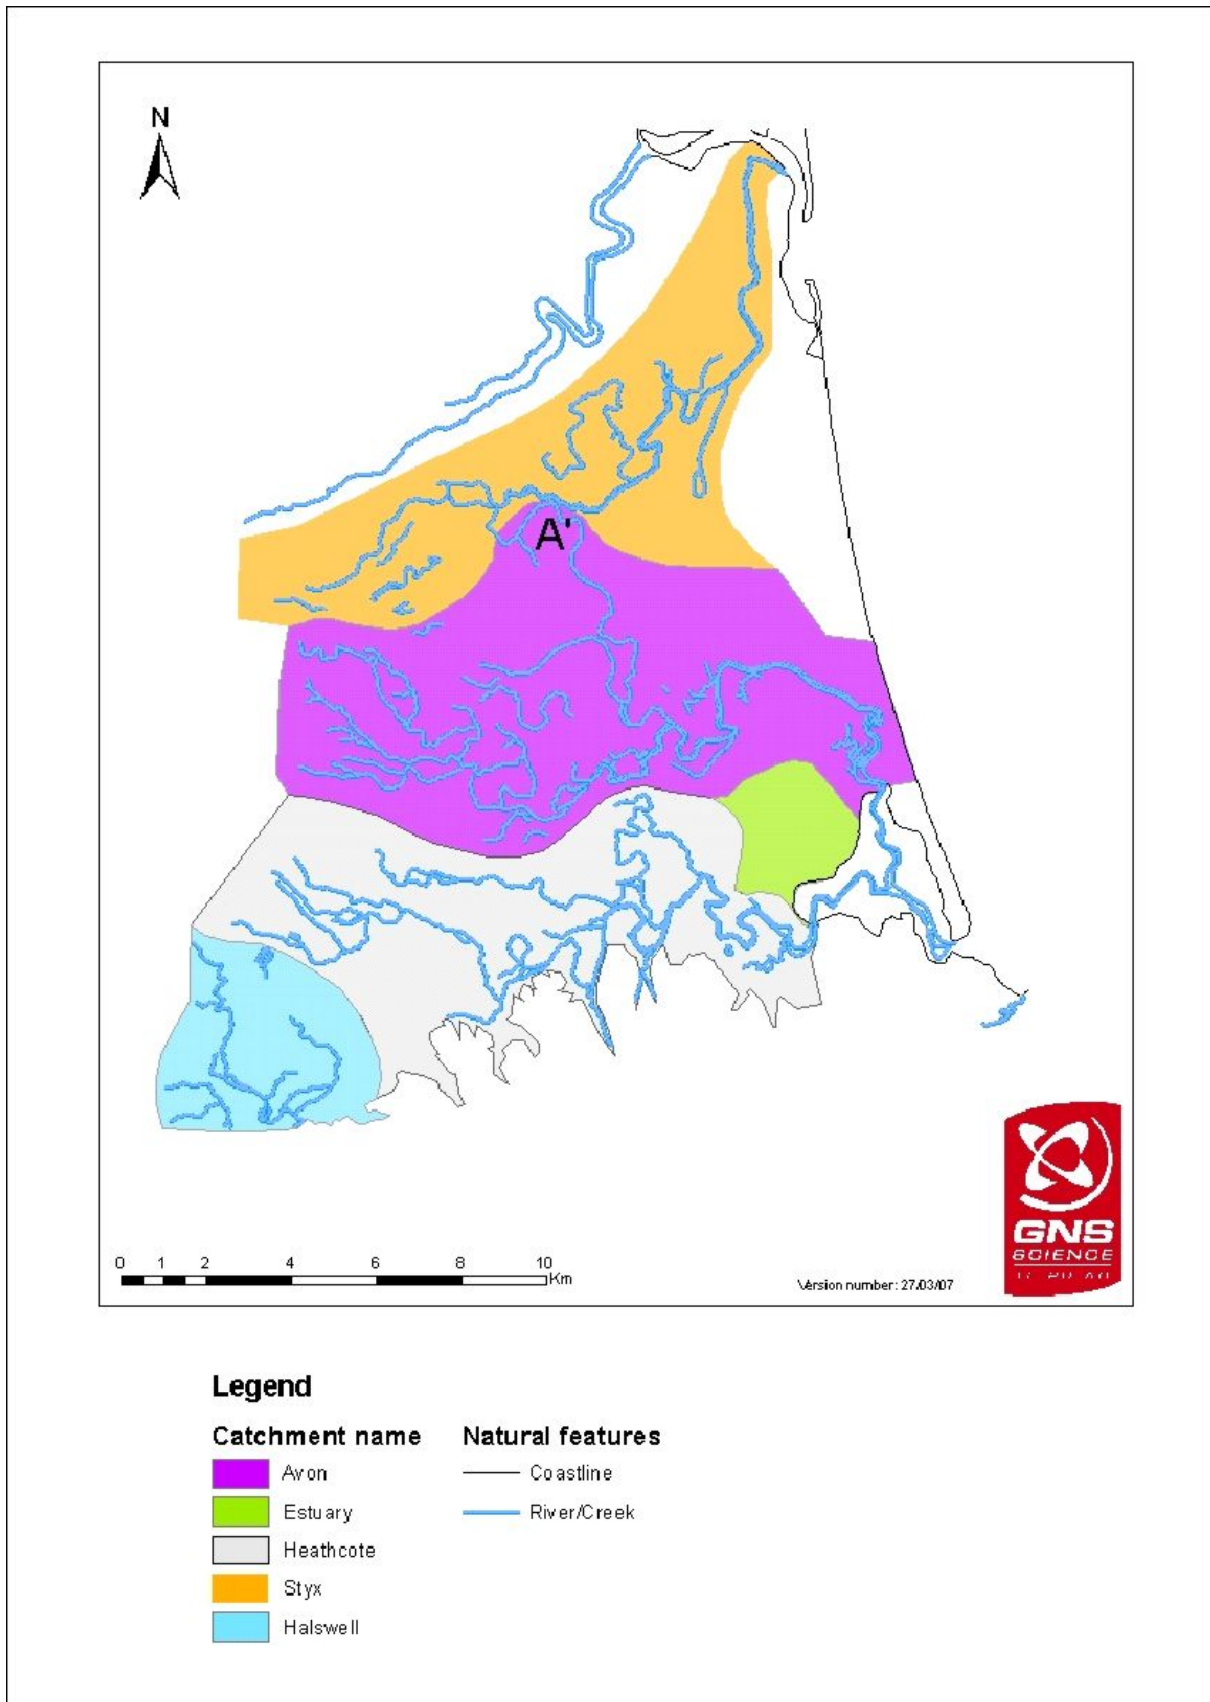 N
A'
0 1 2 4 6 8 10
Km
Version number: 27/03/07
GNS
SCIENCE
Legend
Catchment name
Avon
Estuary
Heathcote
Styx
Halswell
Natural features
Coastline
River/Creek